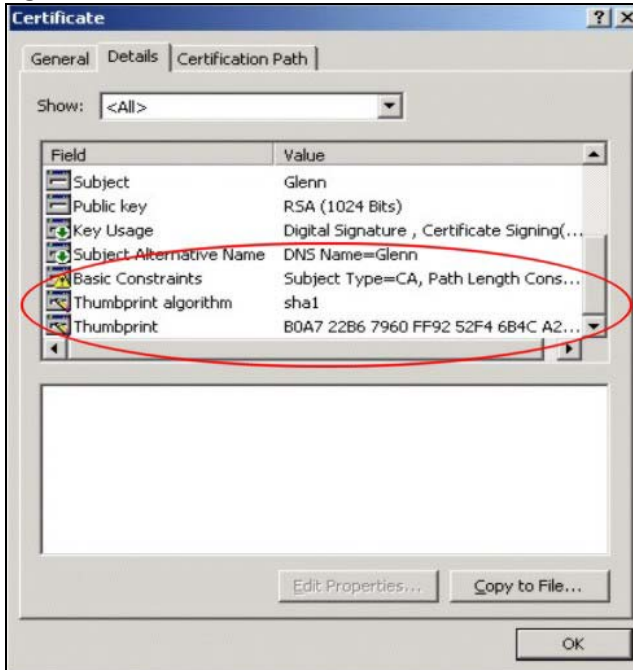 Certificate
General Details Certification Path
Show: <All>
Field Value
Subject Glenn
Public key RSA (1024 Bits)
Key Usage Digital Signature , Certificate Signing(...
Subject Alternative Name DNS Name=Glenn
Basic Constraints Subject Type=CA, Path Length Cons...
Thumbprint algorithm sha1
Thumbprint B0A7 22B6 7960 FF92 52F4 6B4C A2...
Edit Properties... Copy to File...
OK